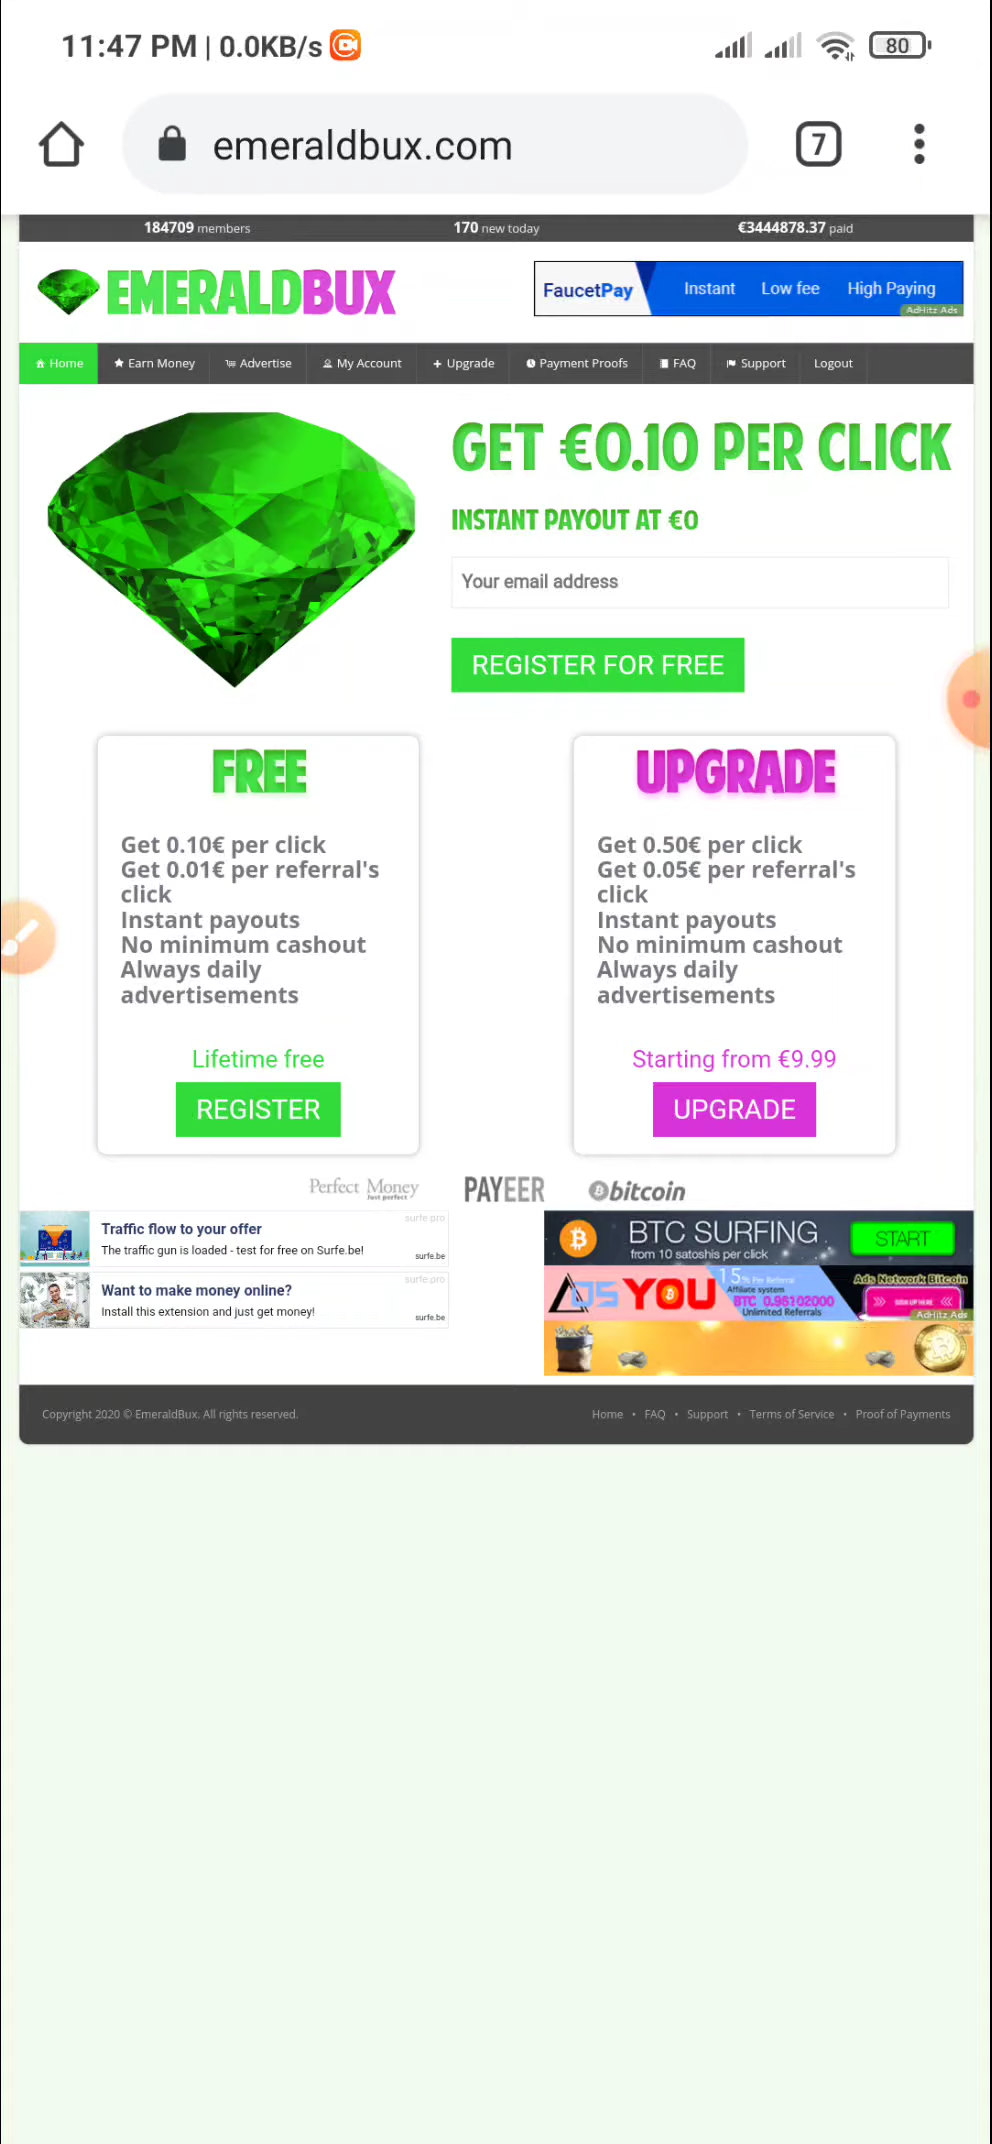 11:47 PM | 0.0KB/s
80
emeraldbux.com
7
184709 members
170 new today
€3444878.37 paid
EMERALDBUX
FaucetPay
Instant Low fee High Paying
AdHitz Ads
Home
Earn Money
Advertise
My Account
Upgrade
Payment Proofs
FAQ
Support
Logout
GET €0.10 PER CLICK
INSTANT PAYOUT AT €0
Your email address
REGISTER FOR FREE
FREE
Get 0.10€ per click
Get 0.01€ per referral's
click
Instant payouts
No minimum cashout
Always daily
advertisements
Lifetime free
REGISTER
UPGRADE
Get 0.50€ per click
Get 0.05€ per referral's
click
Instant payouts
No minimum cashout
Always daily
advertisements
Starting from €9.99
UPGRADE
Perfect Money
Just perfect
PAYEER
bitcoin
surfe.pro
Traffic flow to your offer
The traffic gun is loaded - test for free on Surfe.be!
surfe.be
surfe.pro
Want to make money online?
Install this extension and just get money!
surfe.be
BTC SURFING
from 10 satoshis per click
START
ADS YOU
15% Per Referral
Affiliate system
BTC 0.96102000
Unlimited Referrals
Ads Network Bitcoin
SIGN UP HERE
AdHitz Ads
Copyright 2020 © EmeraldBux. All rights reserved.
Home • FAQ • Support • Terms of Service • Proof of Payments